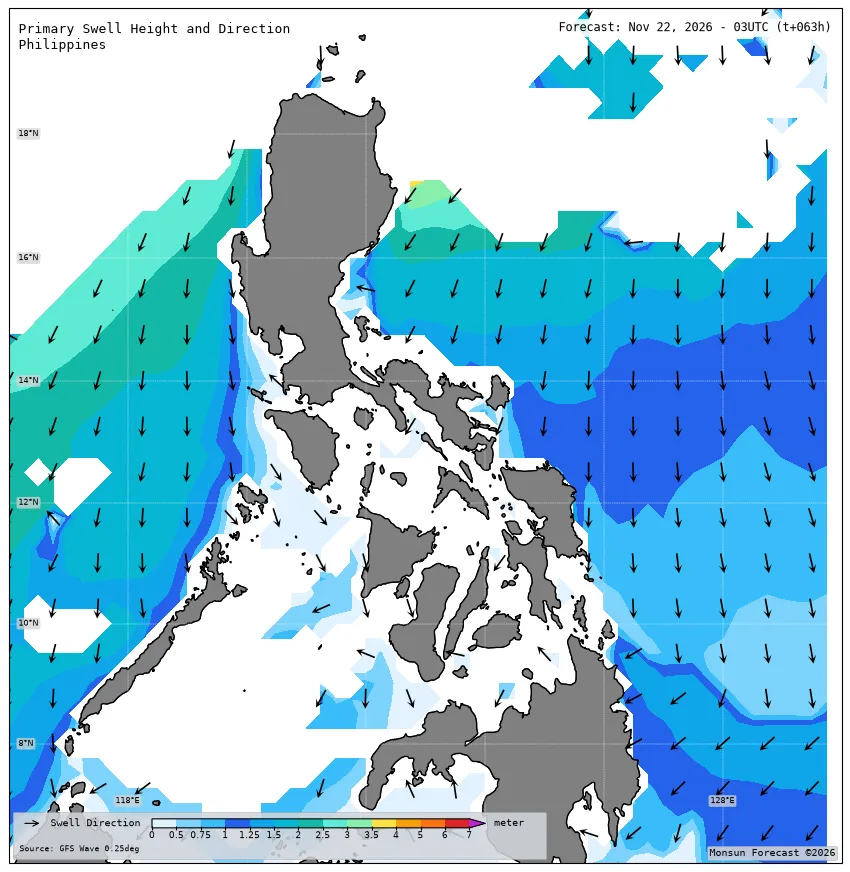 Primary Swell Height and Direction
Philippines
Forecast: Nov 22, 2026 - 03UTC (t+063h)
18°N
16°N
14°N
12°N
10°N
8°N
118°E
128°E
Swell Direction
0 0.5 0.75 1 1.25 1.5 2 2.5 3 3.5 4 5 6 7
meter
Source: GFS Wave 0.25deg
Monsun Forecast ©2026